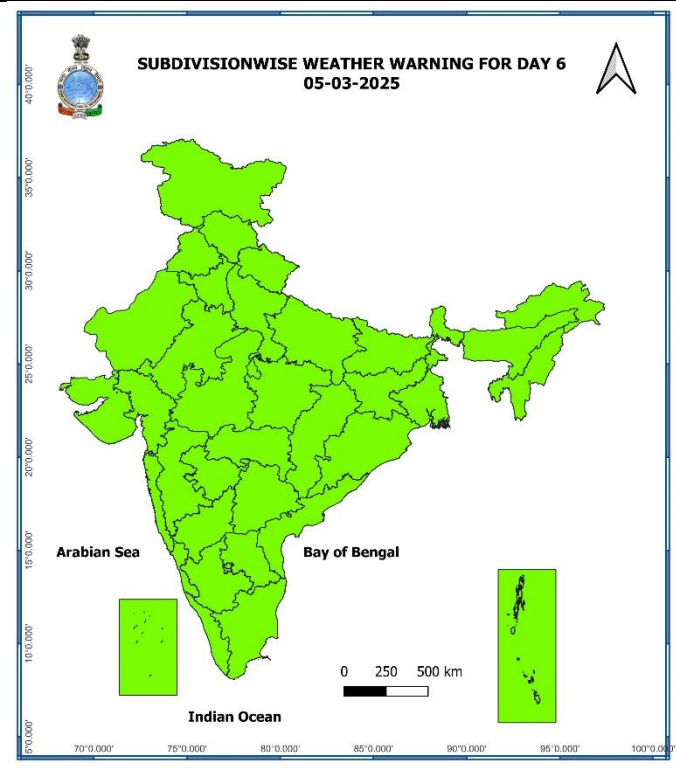 SUBDIVISIONWISE WEATHER WARNING FOR DAY 6
05-03-2025
40°0.000'
35°0.000'
30°0.000'
25°0.000'
20°0.000'
15°0.000'
10°0.000'
5°0.000'
Arabian Sea
Bay of Bengal
0 250 500 km
Indian Ocean
70°0.000' 75°0.000' 80°0.000' 85°0.000' 90°0.000' 95°0.000' 100°0.000'